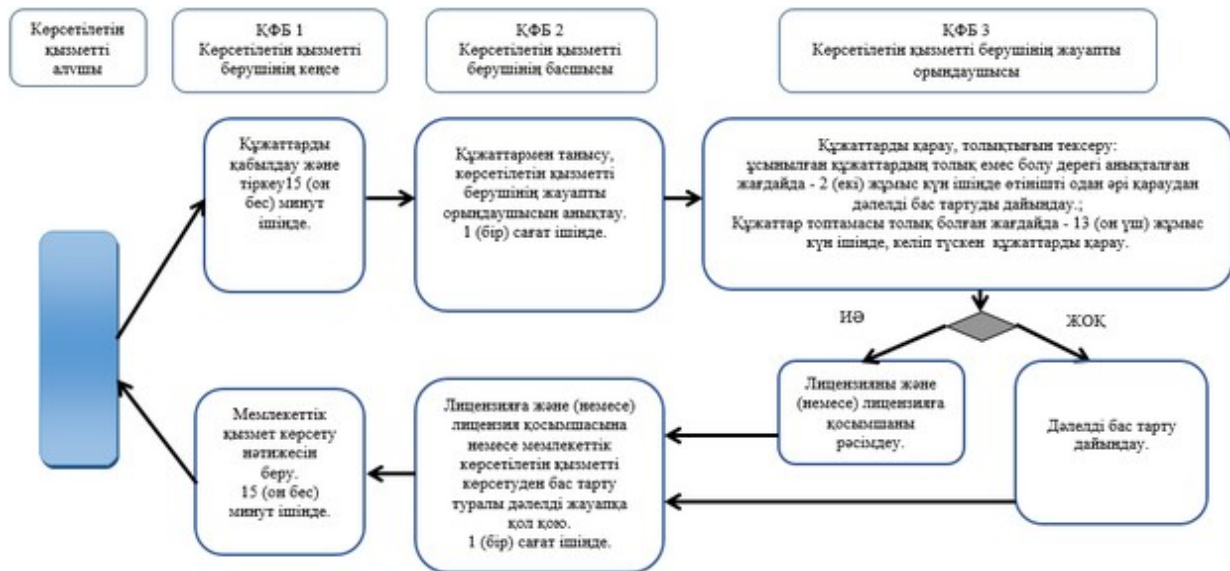 Көрсетілетін
қызметті
алушы
ҚФБ 1
Көрсетілетін қызметті
берушінің кеңсе
ҚФБ 2
Көрсетілетін қызметті
берушінің басшысы
ҚФБ 3
Көрсетілетін қызметті берушінің жауапты
орындаушысы
Құжаттарды
қабылдау және
тіркеу15 (он
бес) минут
ішінде.
Құжаттармен танысу,
көрсетілетін қызметті
берушінің жауапты
орындаушысын анықтау.
1 (бір) сағат ішінде.
Құжаттарды қарау, толықтығын тексеру:
ұсынылған құжаттардың толық емес болу дерегі анықталған
жағдайда - 2 (екі) жұмыс күн ішінде өтінішті одан әрі қараудан
дәлелді бас тартуды дайындау.;
Құжаттар топтамасы толық болған жағдайда - 13 (он үш) жұмыс
күн ішінде, келіп түскен құжаттарды қарау.
ИӘ
ЖОҚ
Лицензияны және
(немесе) лицензияға
қосымшаны
рәсімдеу.
Дәлелді бас тарту
дайындау.
Лицензияға және (немесе)
лицензия қосымшасына
немесе мемлекеттік
көрсетілетін қызметті
көрсетуден бас тарту
туралы дәлелді жауапқа
қол қою.
1 (бір) сағат ішінде.
Мемлекеттік
қызмет көрсету
нәтижесін
беру.
15 (он бес)
минут ішінде.